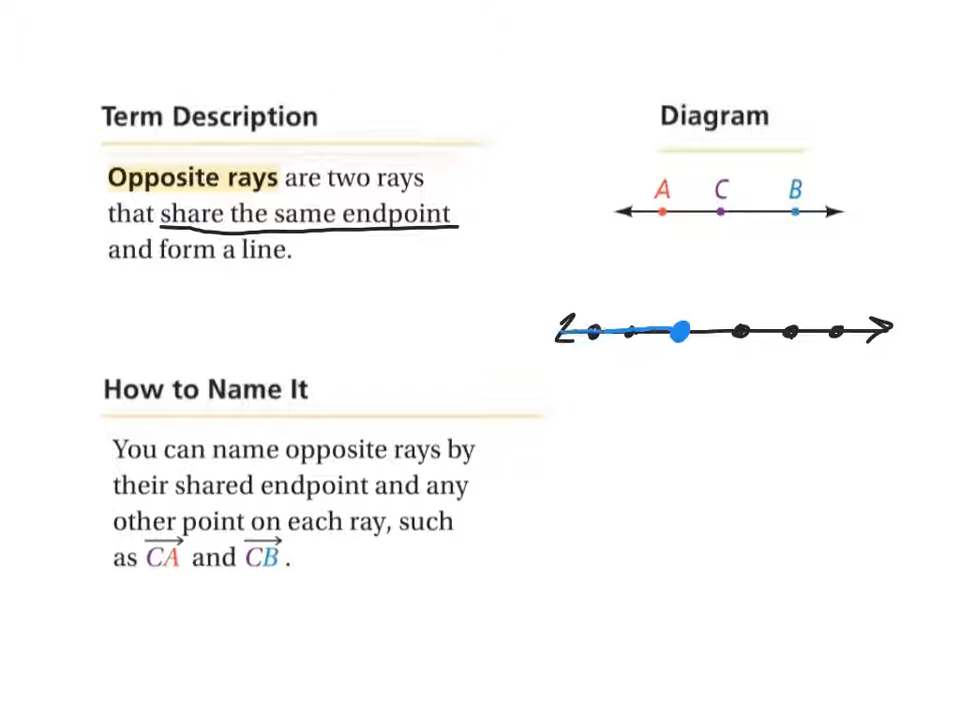 Term Description
Opposite rays are two rays
that share the same endpoint
and form a line.
Diagram
A C B
How to Name It
You can name opposite rays by
their shared endpoint and any
other point on each ray, such
as CA and CB.